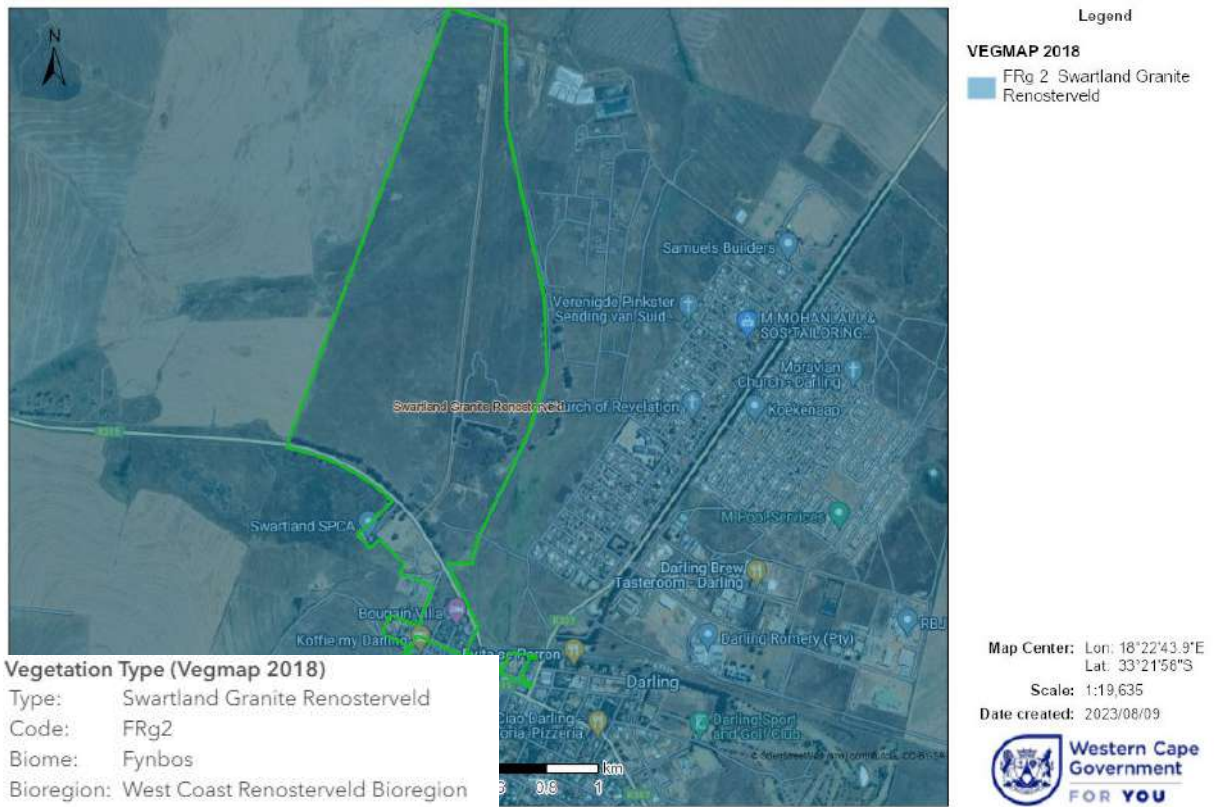 N
Legend
VEGMAP 2018
FRg 2 Swartland Granite
Renosterveld
Samuels Builders
Verenigde Pinkster
Sending van Suid...
M MOHANLALL &
SOS TAILORING...
Moravian
Church - Darling
Swartland Granite Renosterveld
Church of Revelation
Koekenaap
R315
Swartland SPCA
M Pool Services
Darling Brew
Tasteroom - Darling
Bougain Villa
R307
RBJ
Koffie my Darling
Darling Romery (Pty)
Perron
Darling
Ciao Darling
Pizzeria
Darling Sport
and Golf Club
km
0.8 1
Vegetation Type (Vegmap 2018)
Type: Swartland Granite Renosterveld
Code: FRg2
Biome: Fynbos
Bioregion: West Coast Renosterveld Bioregion
Map Center: Lon: 18°22'43.9"E
Lat: 33°21'58"S
Scale: 1:19,635
Date created: 2023/08/09
Western Cape
Government
FOR YOU